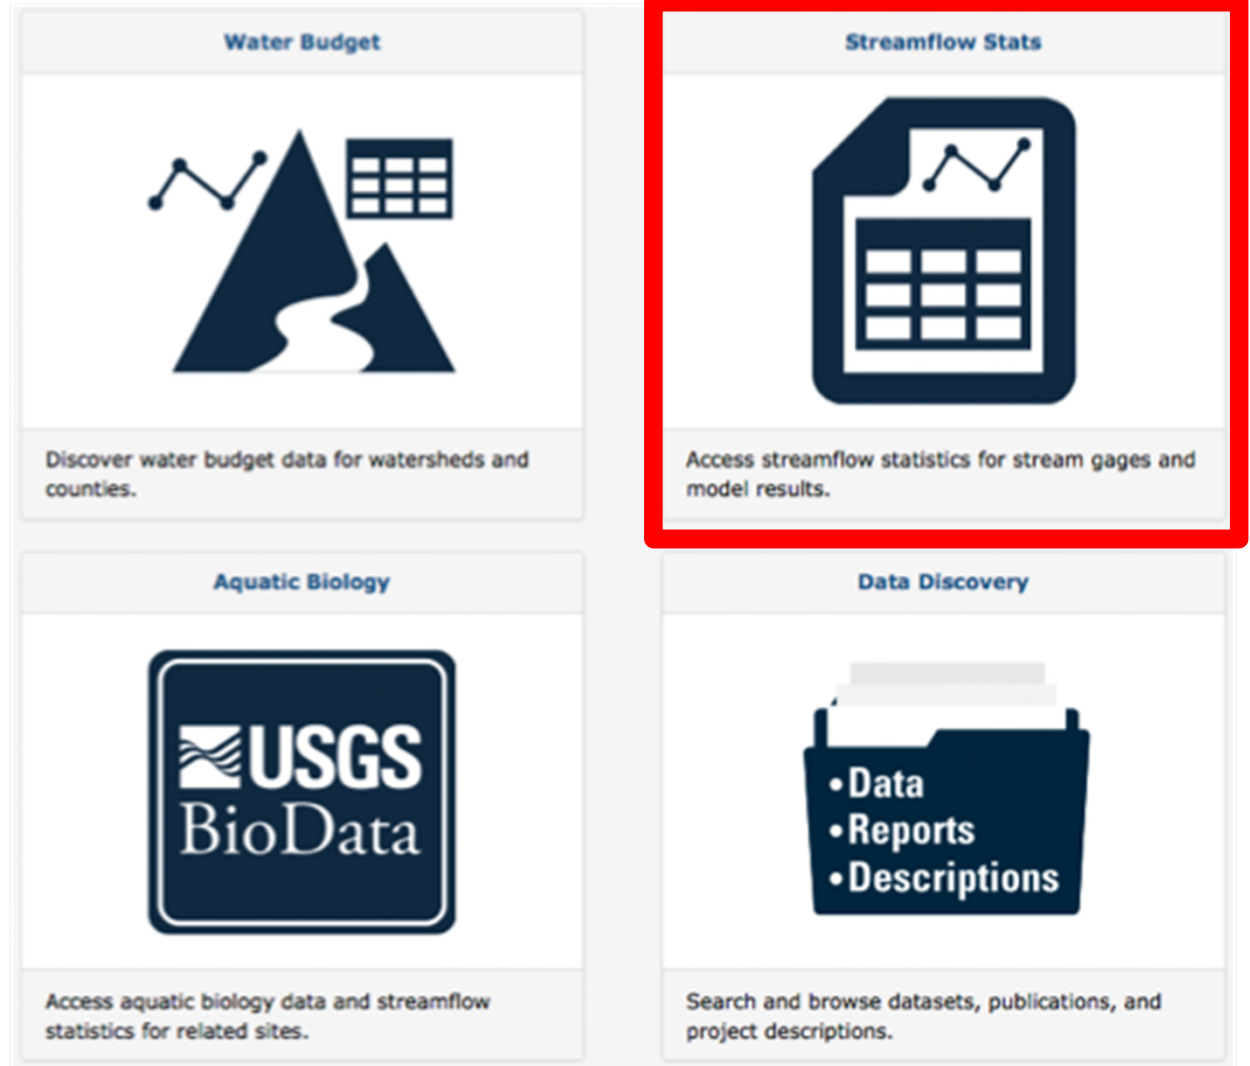 Water Budget
Discover water budget data for watersheds and
counties.
Streamflow Stats
Access streamflow statistics for stream gages and
model results.
Aquatic Biology
USGS
BioData
Access aquatic biology data and streamflow
statistics for related sites.
Data Discovery
•Data
•Reports
•Descriptions
Search and browse datasets, publications, and
project descriptions.